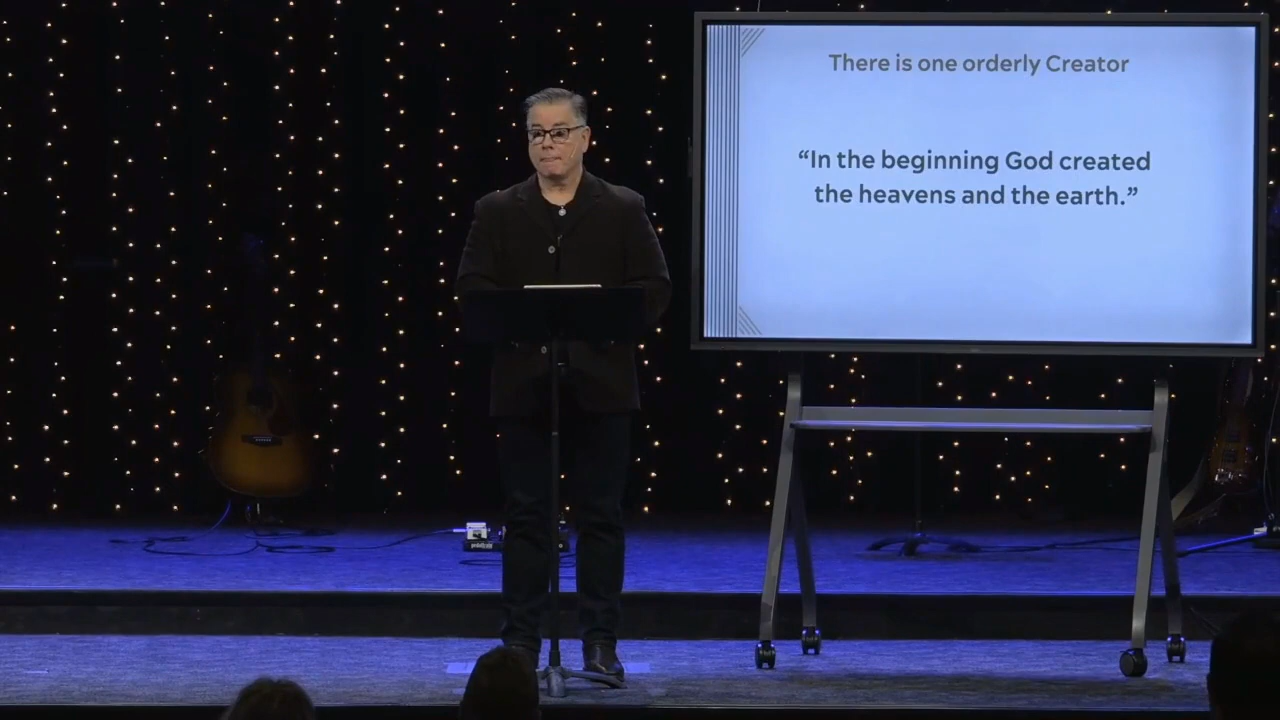 There is one orderly Creator
“In the beginning God created
the heavens and the earth.”